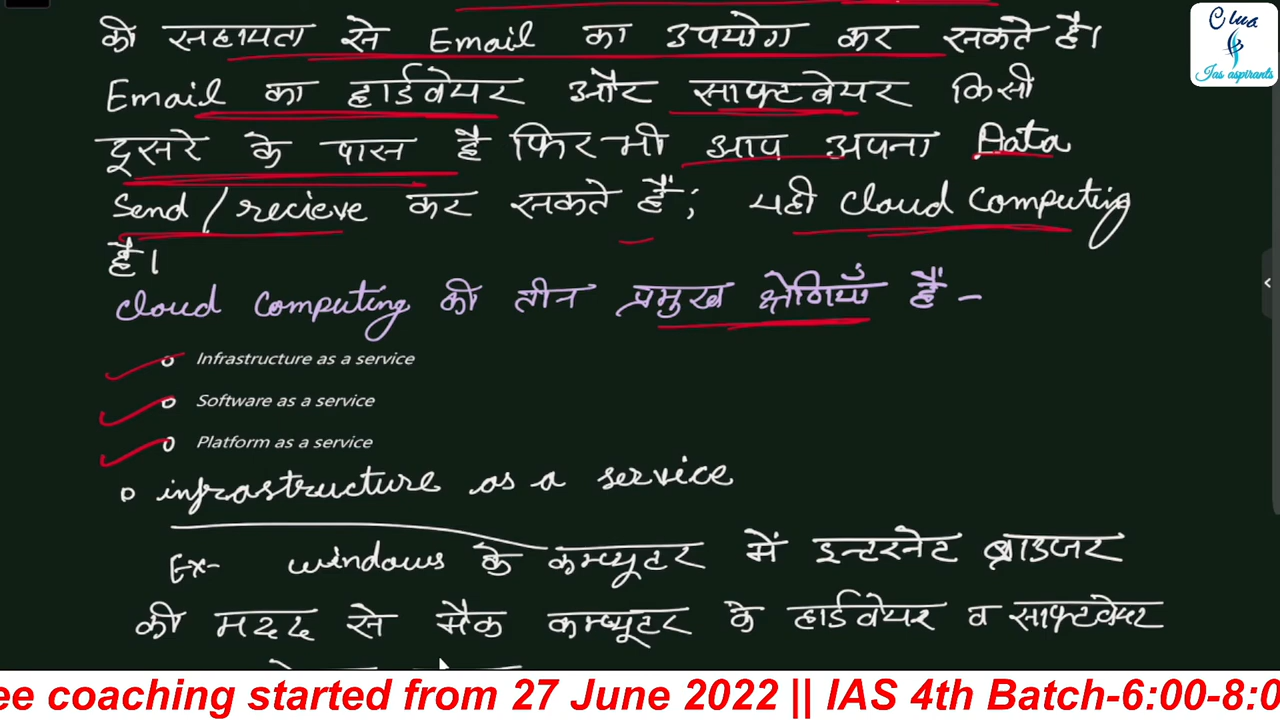 Clue
Ias aspirants
की सहायता से Email का उपयोग कर सकते है।
Email का हार्डवेयर और साफ्टवेयर किसी
दूसरे के पास है फिर भी आप अपना Data
Send/recieve कर सकते हैं; यही Cloud Computing
है।
Cloud Computing की तीन प्रमुख श्रेणियाँ हैं -
Infrastructure as a service
Software as a service
Platform as a service
infrastructure as a service
Ex- windows के कम्प्यूटर में इन्टरनेट ब्राउजर
की मदद से मैक कम्प्यूटर के हार्डवेयर व साफ्टवेयर
ee coaching started from 27 June 2022 || IAS 4th Batch-6:00-8:0